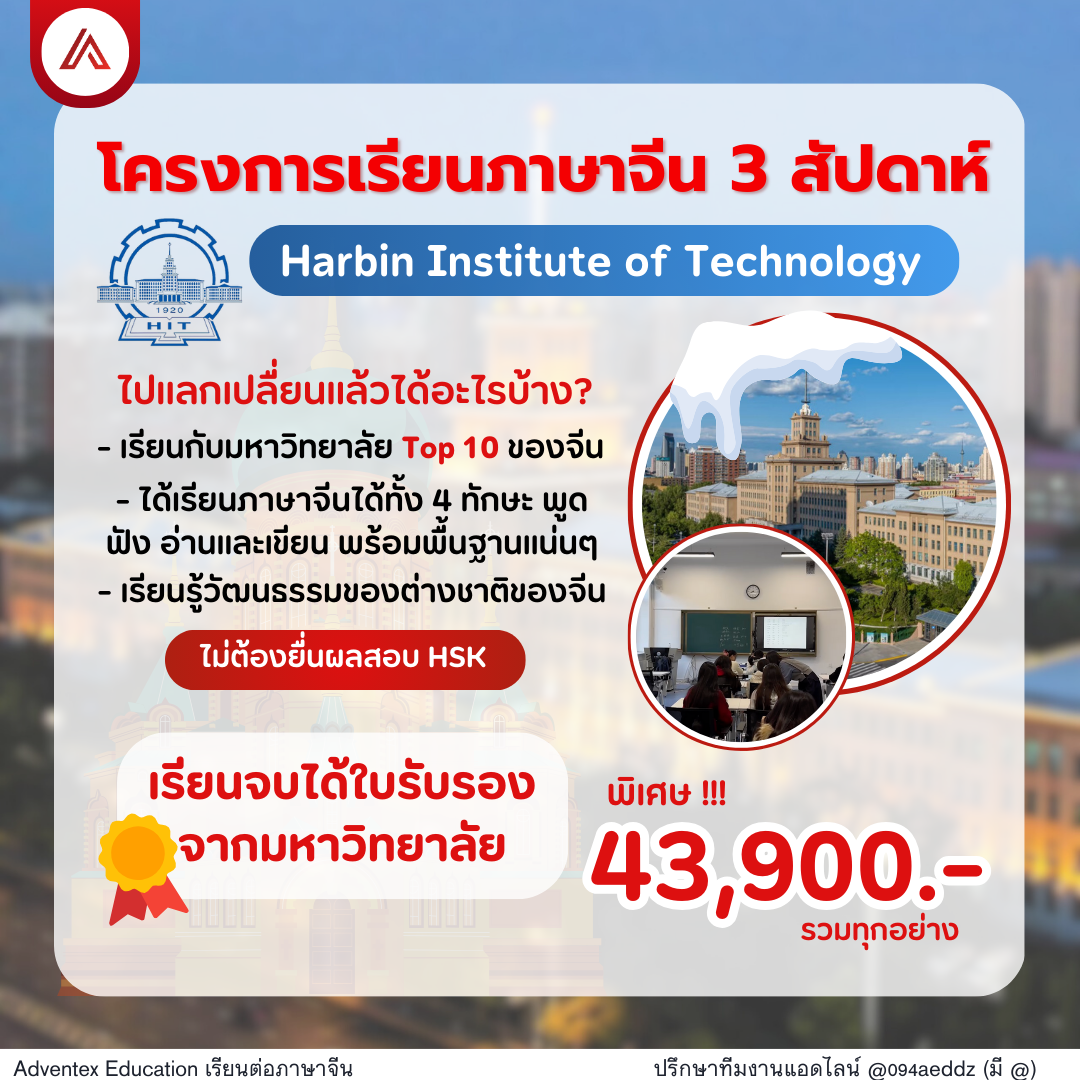 โครงการเรียนภาษาจีน 3 สัปดาห์
Harbin Institute of Technology
1920
HIT
ไปแลกเปลี่ยนแล้วได้อะไรบ้าง?
- เรียนกับมหาวิทยาลัย Top 10 ของจีน
- ได้เรียนภาษาจีนได้ทั้ง 4 ทักษะ พูด
ฟัง อ่านและเขียน พร้อมพื้นฐานแน่นๆ
- เรียนรู้วัฒนธรรมของต่างชาติของจีน
ไม่ต้องยื่นผลสอบ HSK
เรียนจบได้ใบรับรอง
จากมหาวิทยาลัย
พิเศษ !!!
43,900.-
รวมทุกอย่าง
Adventex Education เรียนต่อภาษาจีน
ปรึกษาทีมงานแอดไลน์ @094aeddz (มี @)